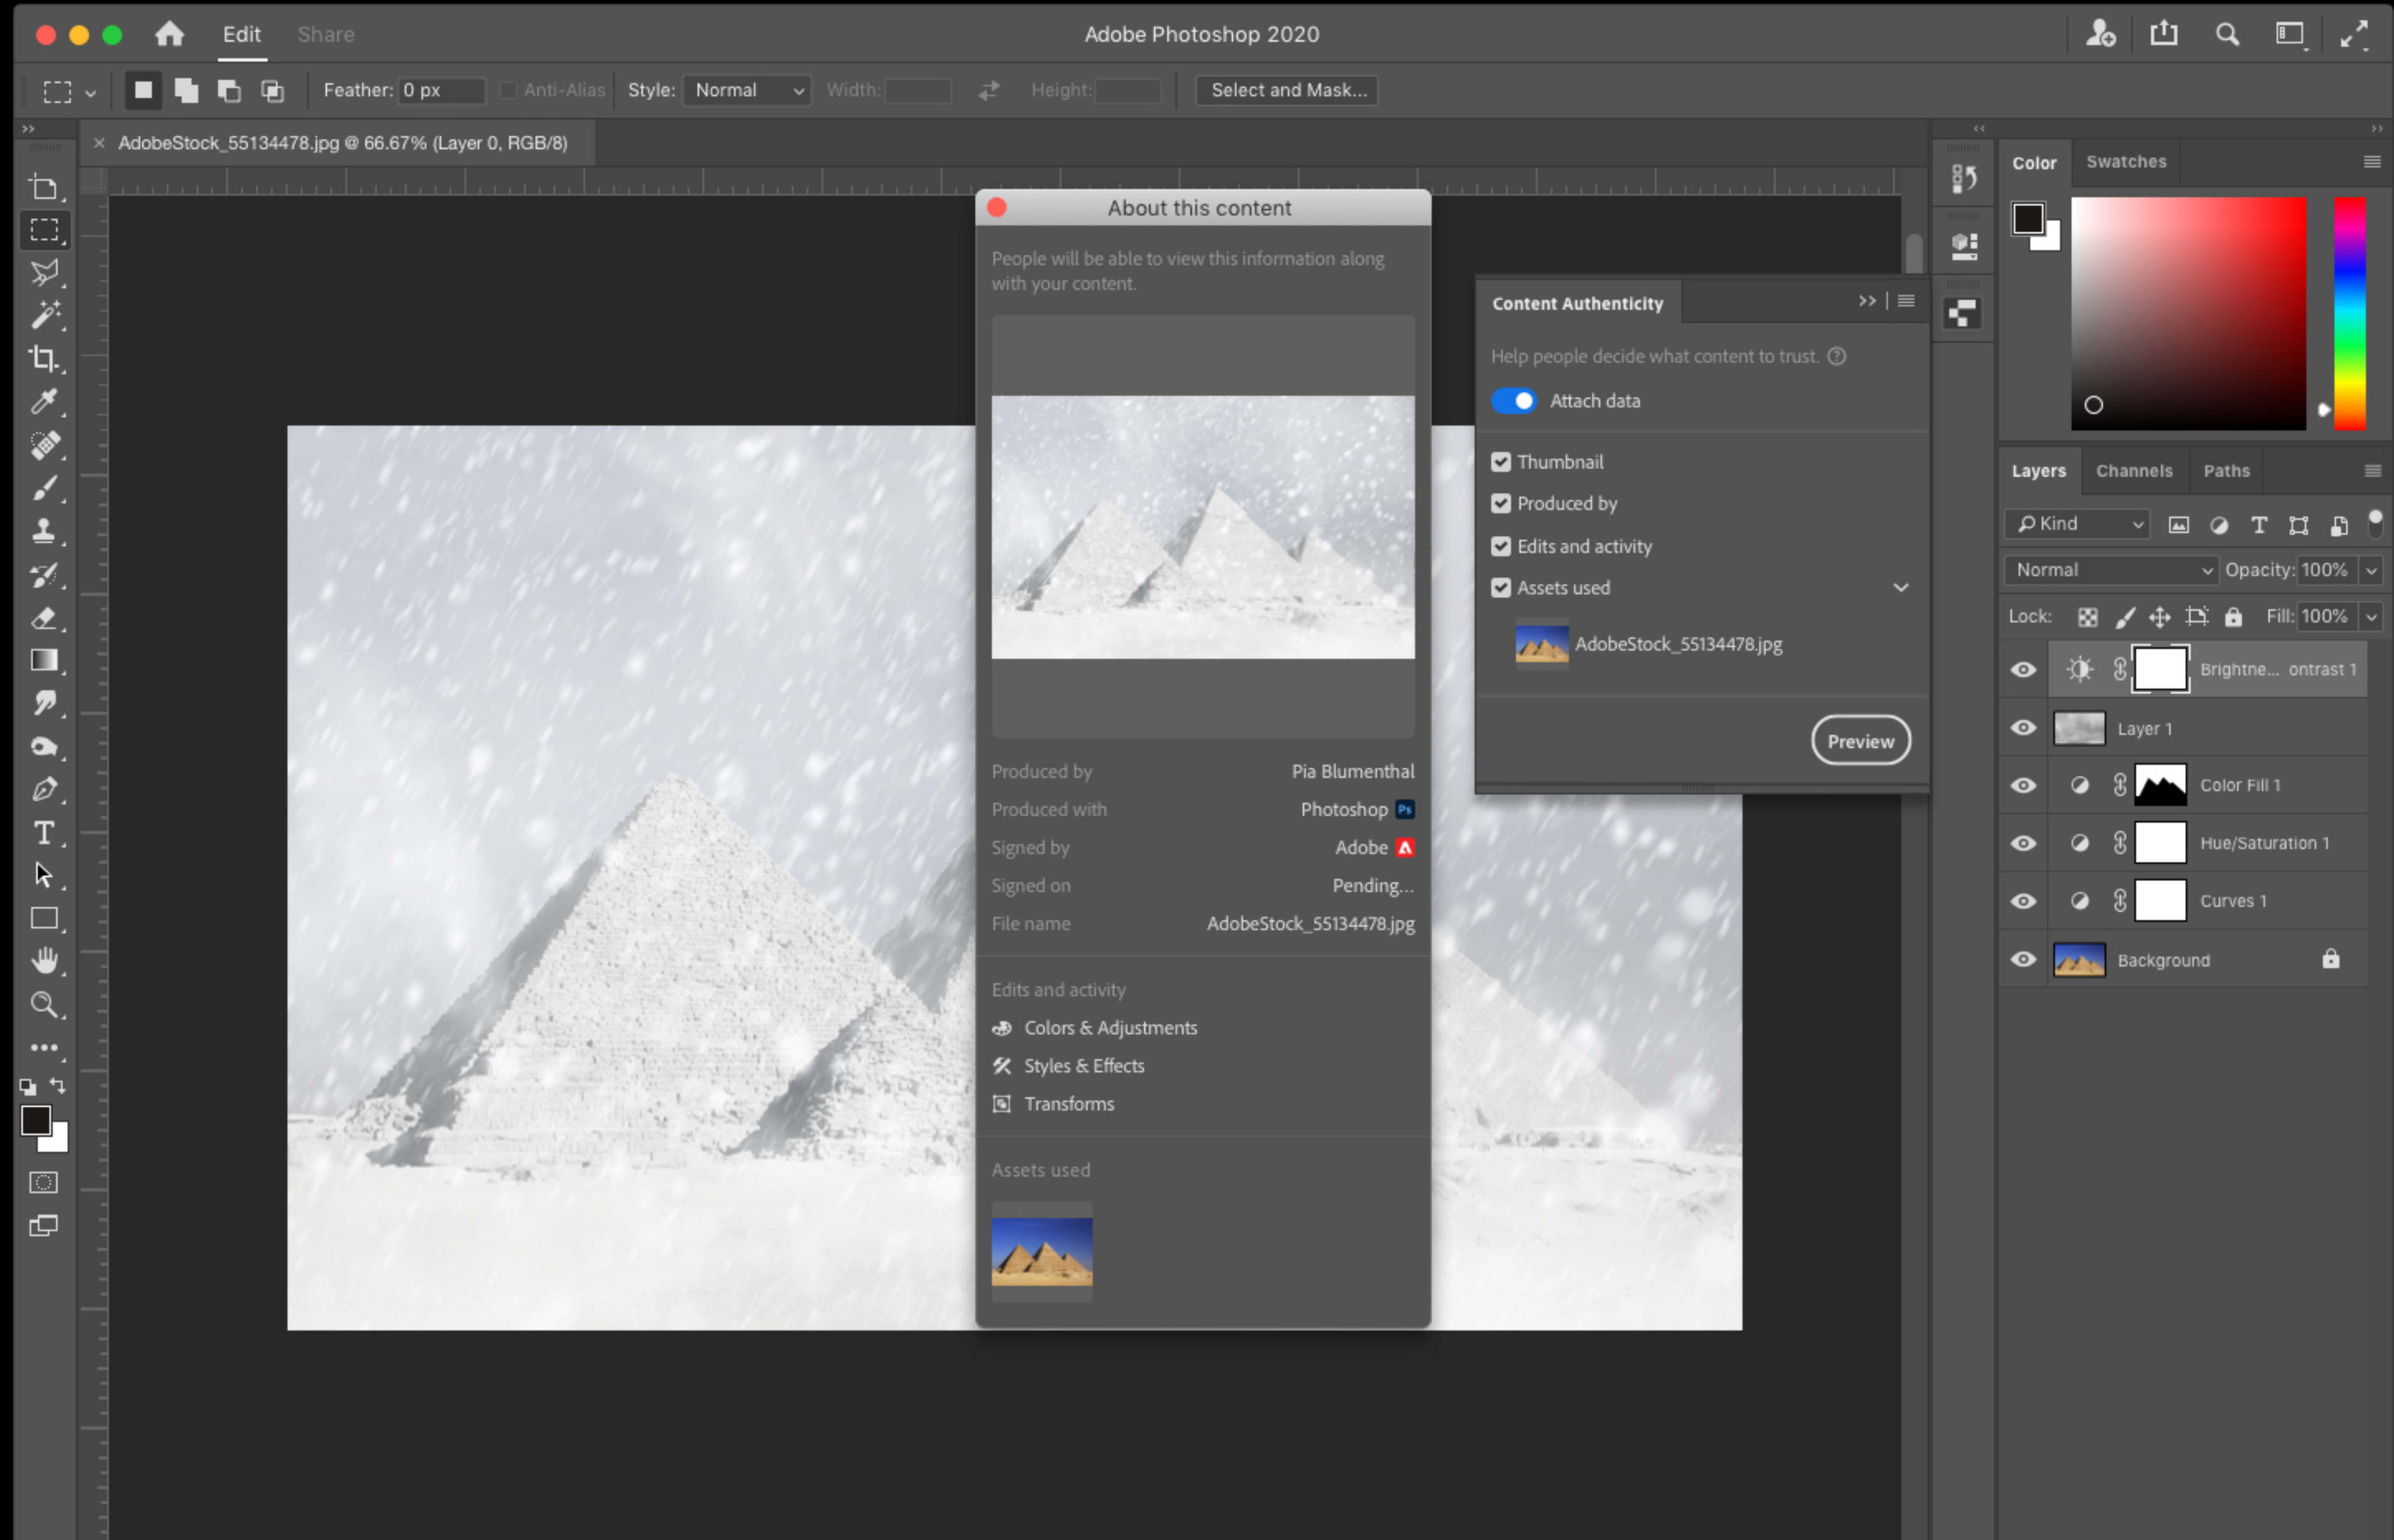 Edit Share Adobe Photoshop 2020
Feather: 0 px Anti-Alias Style: Normal Width: Height: Select and Mask...
AdobeStock_55134478.jpg @ 66.67% (Layer 0, RGB/8)
About this content
People will be able to view this information along
with your content.
Produced by Pia Blumenthal
Produced with Photoshop Ps
Signed by Adobe
Signed on Pending...
File name AdobeStock_55134478.jpg
Edits and activity
Colors & Adjustments
Styles & Effects
Transforms
Assets used
Content Authenticity
Help people decide what content to trust. ?
Attach data
Thumbnail
Produced by
Edits and activity
Assets used
AdobeStock_55134478.jpg
Preview
Color Swatches
Layers Channels Paths
Kind
Normal Opacity: 100%
Lock: Fill: 100%
Brightne... ontrast 1
Layer 1
Color Fill 1
Hue/Saturation 1
Curves 1
Background